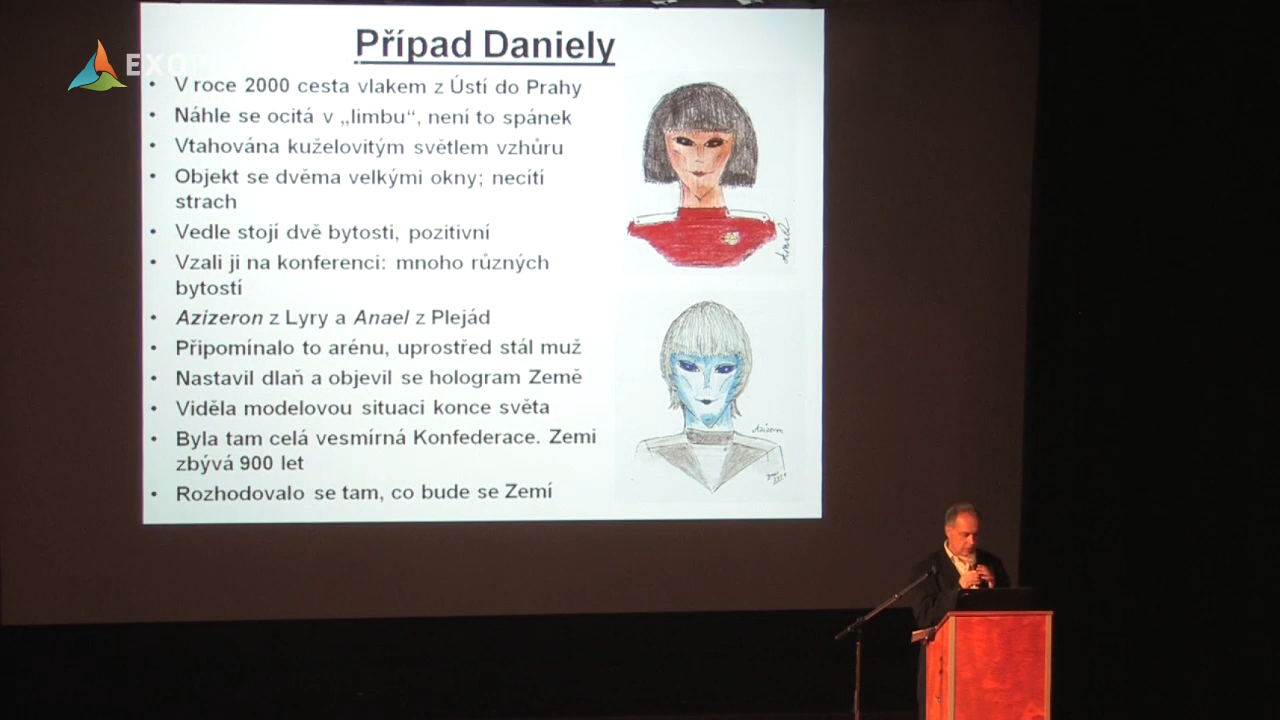 Případ Daniely
• V roce 2000 cesta vlakem z Ústí do Prahy
• Náhle se ocitá v „limbu“, není to spánek
• Vtahována kuželovitým světlem vzhůru
• Objekt se dvěma velkými okny; necítí
strach
• Vedle stojí dvě bytosti, pozitivní
• Vzali ji na konferenci: mnoho různých
bytostí
• Azizeron z Lyry a Anael z Plejád
• Připomínalo to arénu, uprostřed stál muž
• Nastavil dlaň a objevil se hologram Země
• Viděla modelovou situaci konce světa
• Byla tam celá vesmírná Konfederace. Zemi
zbývá 900 let
• Rozhodovalo se tam, co bude se Zemí